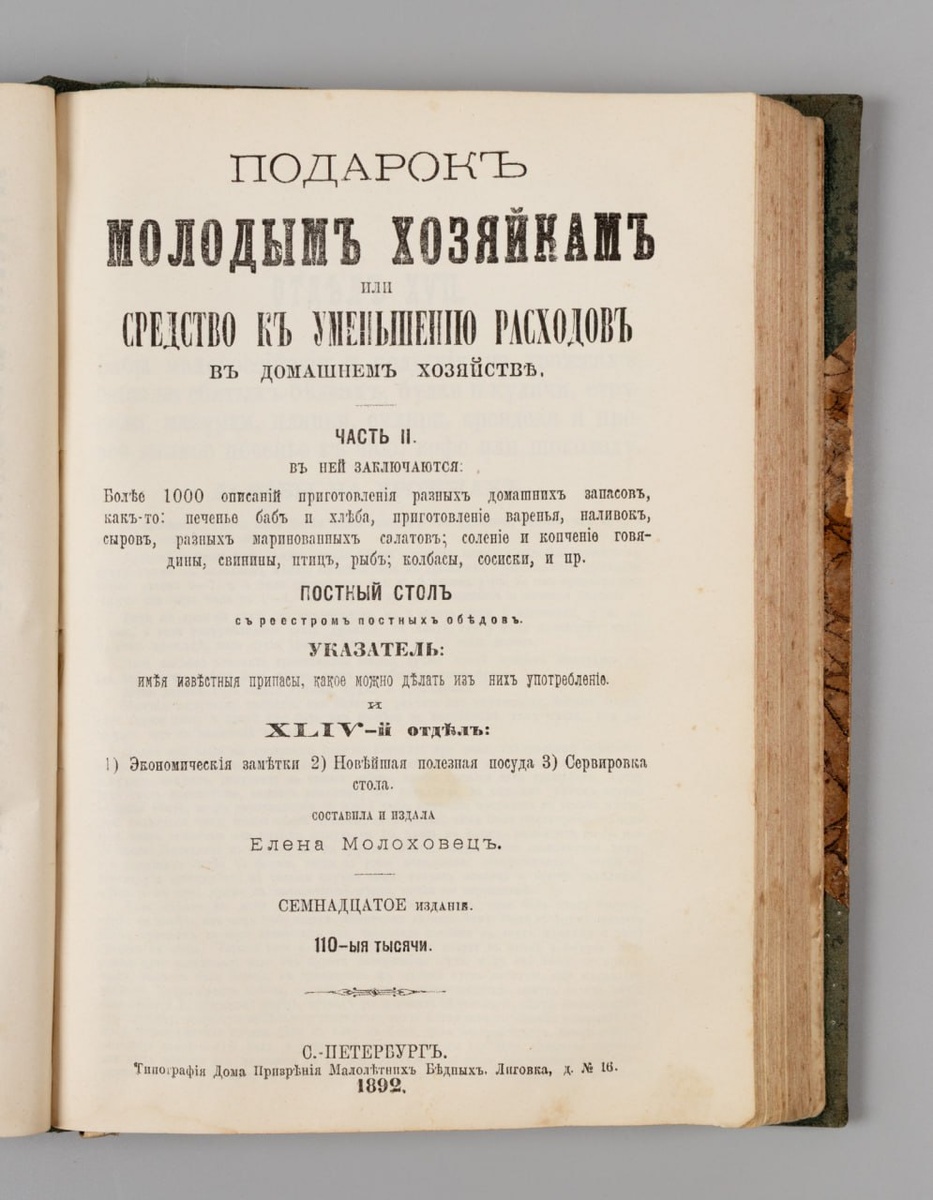 ПОДАРОКЪ
МОЛОДЫМЪ ХОЗЯЙКАМЪ
ИЛИ
СРЕДСТВО КЪ УМЕНЬШЕНІЮ РАСХОДОВЪ
ВЪ ДОМАШНЕМЪ ХОЗЯЙСТВѢ.
ЧАСТЬ II.
ВЪ НЕЙ ЗАКЛЮЧАЮТСЯ:
Болѣе 1000 описаній приготовленія разныхъ домашнихъ запасовъ,
какъ-то: печенье бабъ и хлѣба, приготовленіе варенья, наливокъ,
сыровъ, разныхъ маринованныхъ салатовъ; соленіе и копченіе говя-
дины, свинины, птицъ, рыбъ; колбасы, сосиски, и пр.
ПОСТНЫЙ СТОЛЪ
съ реестромъ постныхъ обѣдовъ.
УКАЗАТЕЛЬ:
имѣя извѣстныя припасы, какое можно дѣлать изъ нихъ употребленіе.
И
XLIV-й отдѣлъ:
1) Экономическія замѣтки 2) Новѣйшая полезная посуда 3) Сервировка
стола.
СОСТАВИЛА И ИЗДАЛА
Елена Молоховецъ.
СЕМНАДЦАТОЕ ИЗДАНІЕ.
110-ыя тысячи.
С.-ПЕТЕРБУРГЪ.
Типографія Дома Призрѣнія Малолѣтнихъ Бѣдныхъ. Лиговка, д. № 16.
1892.